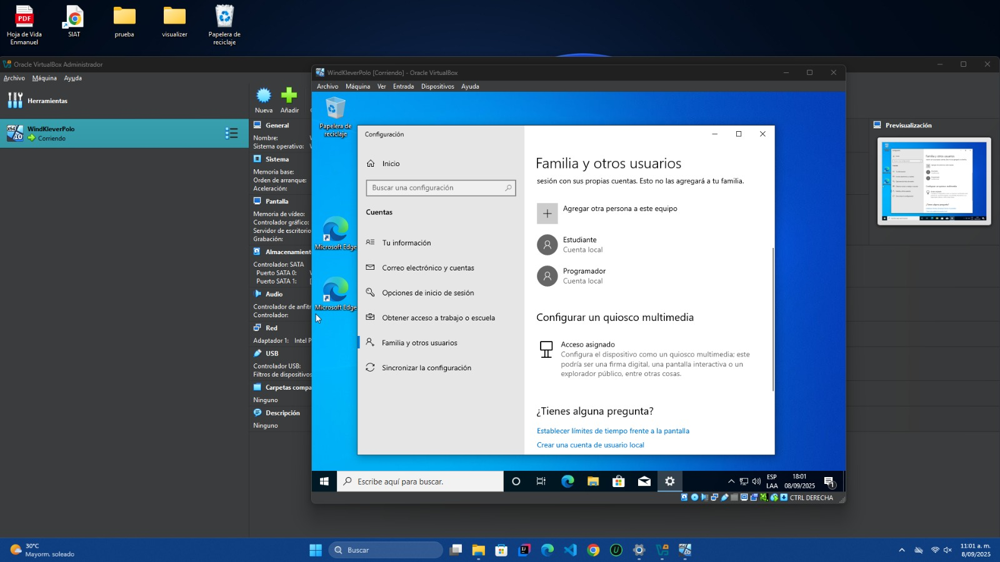 Hoja de Vida
Enmanuel
SIAT
prueba
visualizer
Papelera de
reciclaje
Oracle VirtualBox Administrador
Archivo Máquina Ayuda
Herramientas
WindKleverPolo
Corriendo
Nueva
Añadir
General
Nombre:
Sistema operativo:
Sistema
Memoria base:
Orden de arranque:
Aceleración:
Pantalla
Memoria de vídeo:
Controlador gráfico:
Servidor de escritorio
Grabación:
Almacenamiento
Controlador: SATA
Puerto SATA 0:
Puerto SATA 1:
Audio
Controlador de anfitr
Controlador:
Red
Adaptador 1: Intel P
USB
Controlador USB:
Filtros de dispositivos
Carpetas compa
Ninguno
Descripción
Ninguno
WindKleverPolo [Corriendo] - Oracle VirtualBox
Archivo Máquina Ver Entrada Dispositivos Ayuda
Papelera de
reciclaje
Microsoft Edge
Microsoft Edge
Configuración
Inicio
Buscar una configuración
Cuentas
Tu información
Correo electrónico y cuentas
Opciones de inicio de sesión
Obtener acceso a trabajo o escuela
Familia y otros usuarios
Sincronizar la configuración
Familia y otros usuarios
sesión con sus propias cuentas. Esto no las agregará a tu familia.
Agregar otra persona a este equipo
Estudiante
Cuenta local
Programador
Cuenta local
Configurar un quiosco multimedia
Acceso asignado
Configura el dispositivo como un quiosco multimedia; este
podría ser una firma digital, una pantalla interactiva o un
explorador público, entre otras cosas.
¿Tienes alguna pregunta?
Establecer límites de tiempo frente a la pantalla
Crear una cuenta de usuario local
Escribe aquí para buscar.
ESP
LAA
18:01
08/09/2025
1
CTRL DERECHA
Previsualización
30°C
Mayorm. soleado
Buscar
11:01 a. m.
8/09/2025